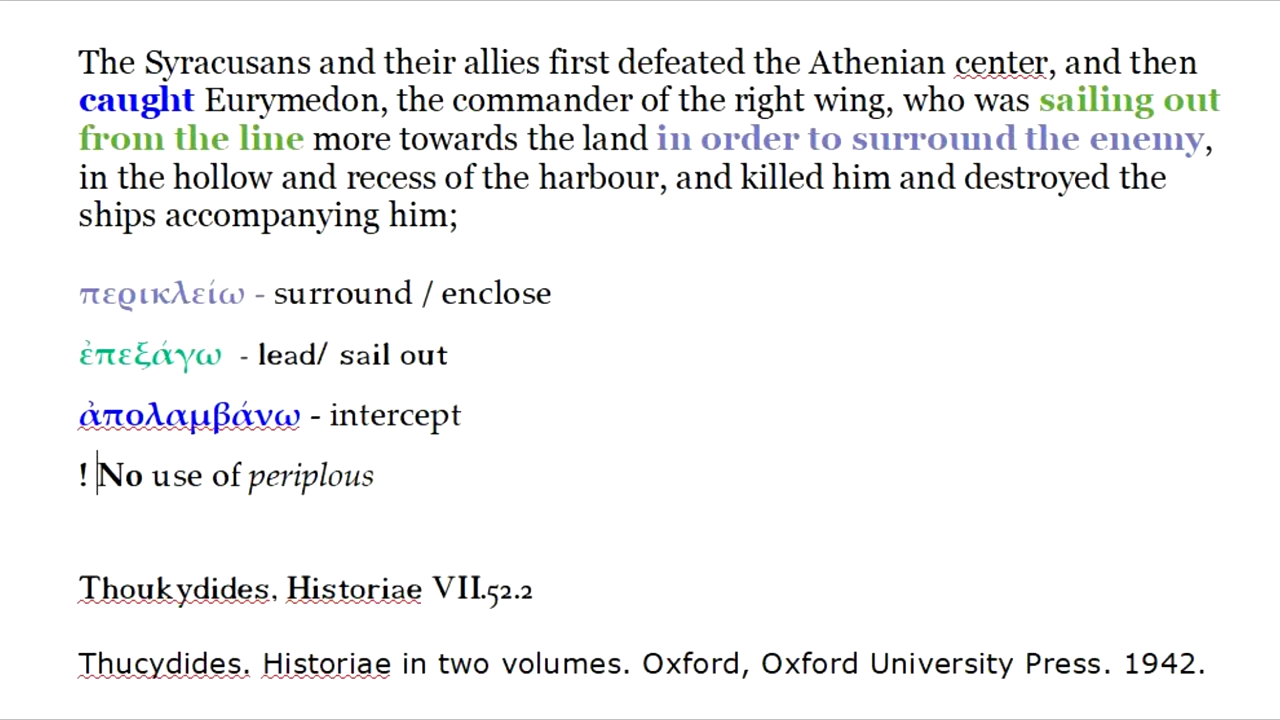 The Syracusans and their allies first defeated the Athenian center, and then
caught Eurymedon, the commander of the right wing, who was sailing out
from the line more towards the land in order to surround the enemy,
in the hollow and recess of the harbour, and killed him and destroyed the
ships accompanying him;
περικλείω - surround / enclose
ἐπεξάγω - lead/ sail out
ἀπολαμβάνω - intercept
! No use of periplous
Thoukydides, Historiae VII.52.2
Thucydides. Historiae in two volumes. Oxford, Oxford University Press. 1942.